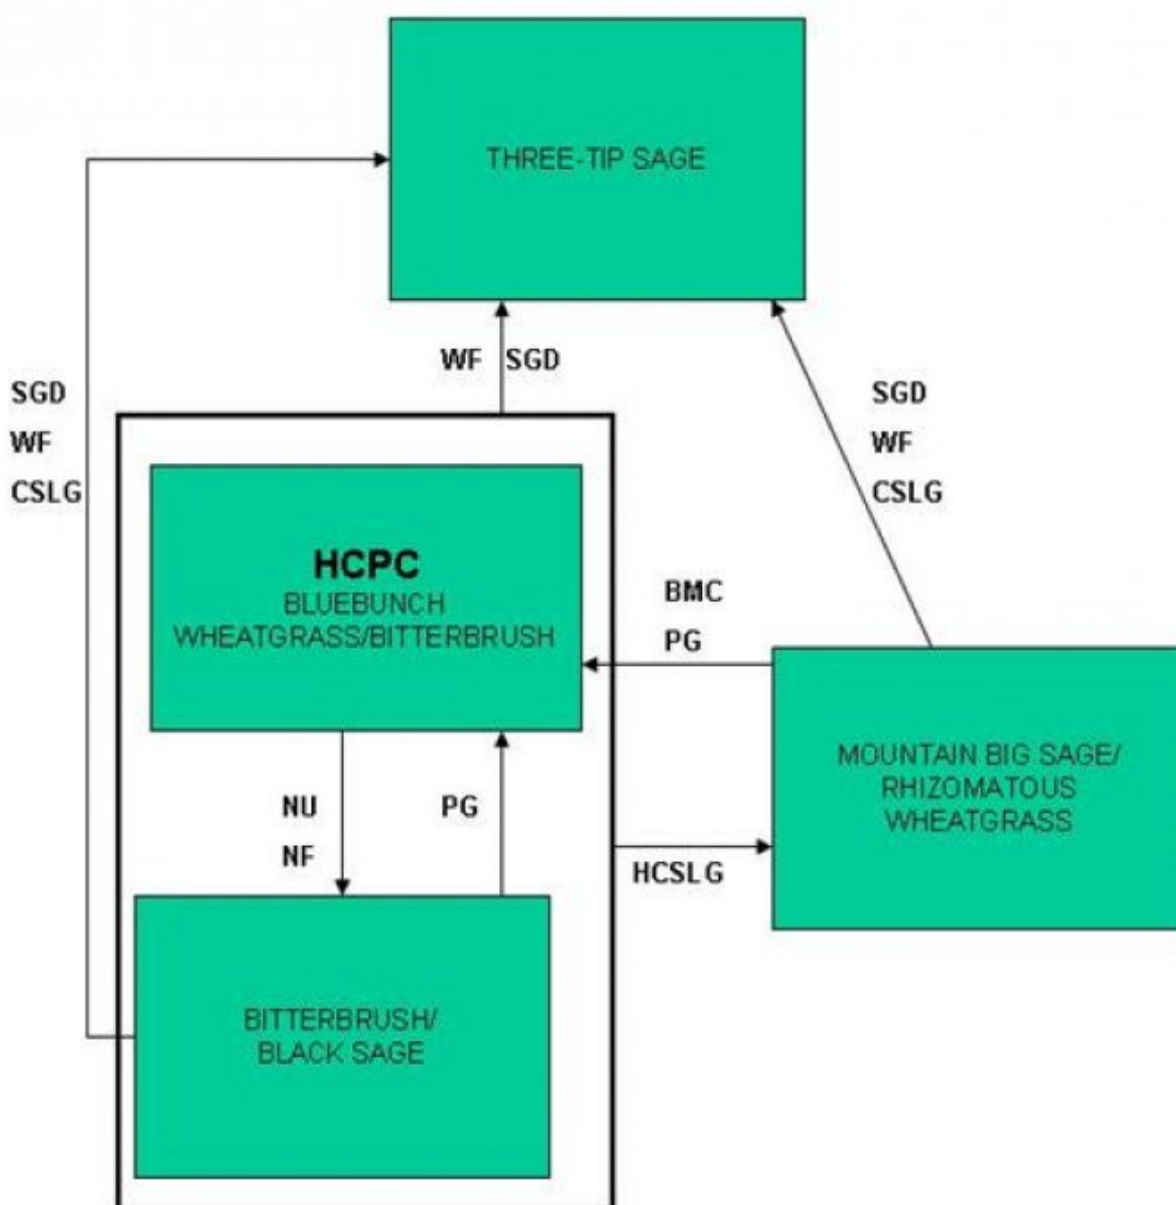 THREE-TIP SAGE
WF SGD
SGD
WF
CSLG
SGD
WF
CSLG
HCPC
BLUEBUNCH
WHEATGRASS/BITTERBRUSH
BMC
PG
MOUNTAIN BIG SAGE/
RHIZOMATOUS
WHEATGRASS
NU
NF
PG
HCSLG
BITTERBRUSH/
BLACK SAGE